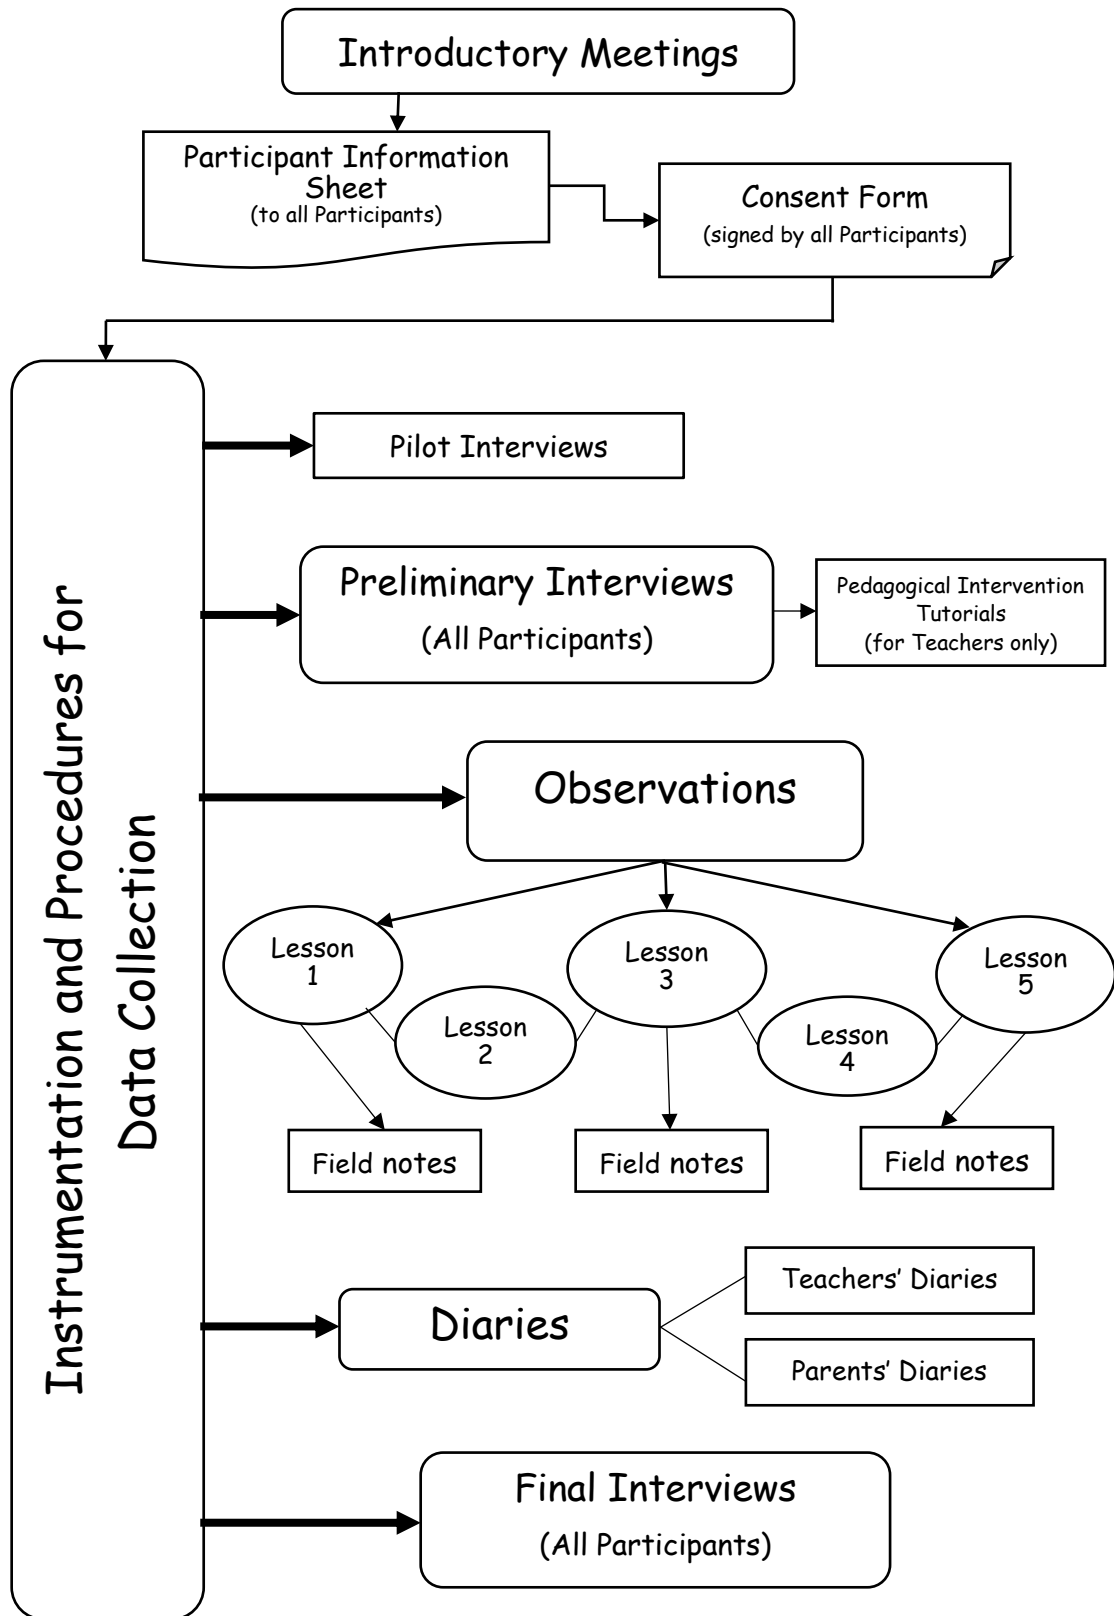 Introductory Meetings
Participant Information
Sheet
(to all Participants)
Consent Form
(signed by all Participants)
Instrumentation and Procedures for
Data Collection
Pilot Interviews
Preliminary Interviews
(All Participants)
Pedagogical Intervention
Tutorials
(for Teachers only)
Observations
Lesson
1
Lesson
2
Lesson
3
Lesson
4
Lesson
5
Field notes
Field notes
Field notes
Diaries
Teachers’ Diaries
Parents’ Diaries
Final Interviews
(All Participants)